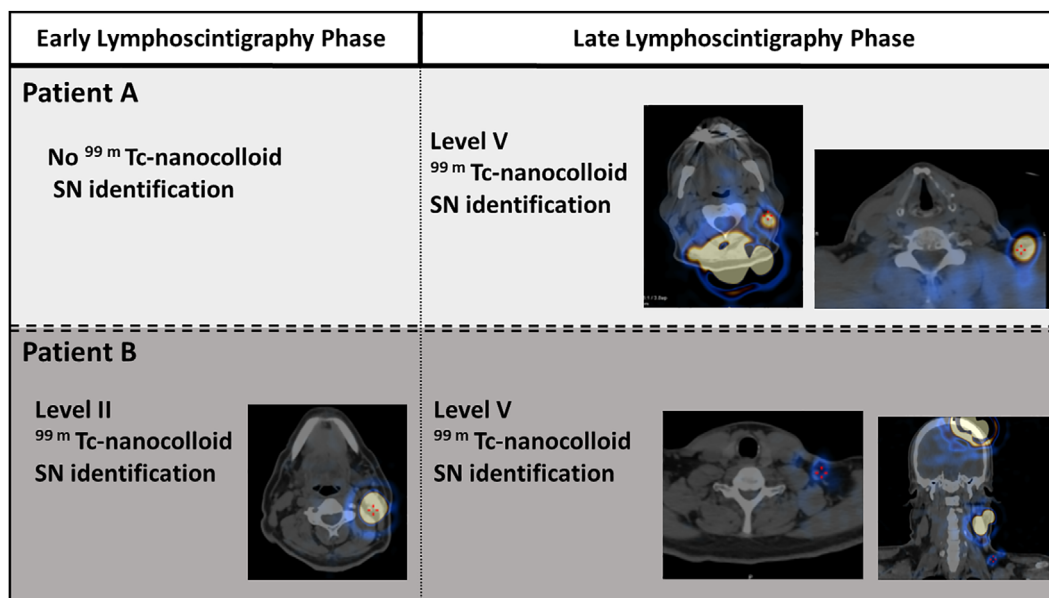 Early Lymphoscintigraphy Phase
Late Lymphoscintigraphy Phase
Patient A
No 99 m Tc-nanocolloid
SN identification
Level V
99 m Tc-nanocolloid
SN identification
Patient B
Level II
99 m Tc-nanocolloid
SN identification
Level V
99 m Tc-nanocolloid
SN identification